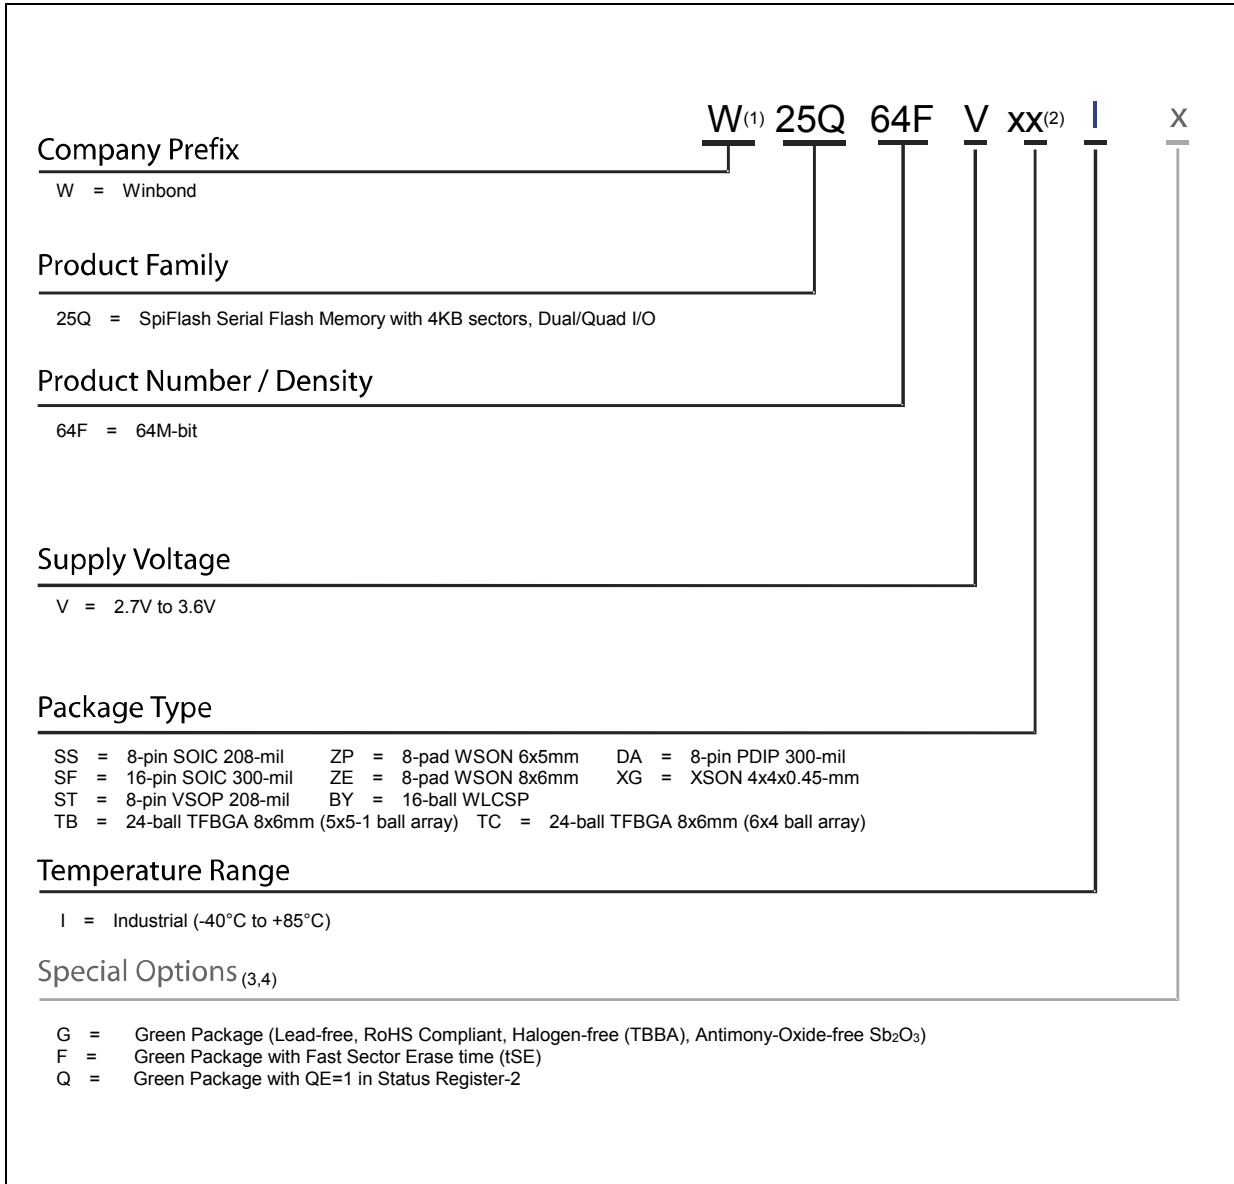 W(1) 25Q 64F V xx(2) I x
Company Prefix
W = Winbond
Product Family
25Q = SpiFlash Serial Flash Memory with 4KB sectors, Dual/Quad I/O
Product Number / Density
64F = 64M-bit
Supply Voltage
V = 2.7V to 3.6V
Package Type
SS = 8-pin SOIC 208-mil ZP = 8-pad WSON 6x5mm DA = 8-pin PDIP 300-mil
SF = 16-pin SOIC 300-mil ZE = 8-pad WSON 8x6mm XG = XSON 4x4x0.45-mm
ST = 8-pin VSOP 208-mil BY = 16-ball WLCSP
TB = 24-ball TFBGA 8x6mm (5x5-1 ball array) TC = 24-ball TFBGA 8x6mm (6x4 ball array)
Temperature Range
I = Industrial (-40°C to +85°C)
Special Options (3,4)
G = Green Package (Lead-free, RoHS Compliant, Halogen-free (TBBA), Antimony-Oxide-free Sb₂O₃)
F = Green Package with Fast Sector Erase time (tSE)
Q = Green Package with QE=1 in Status Register-2